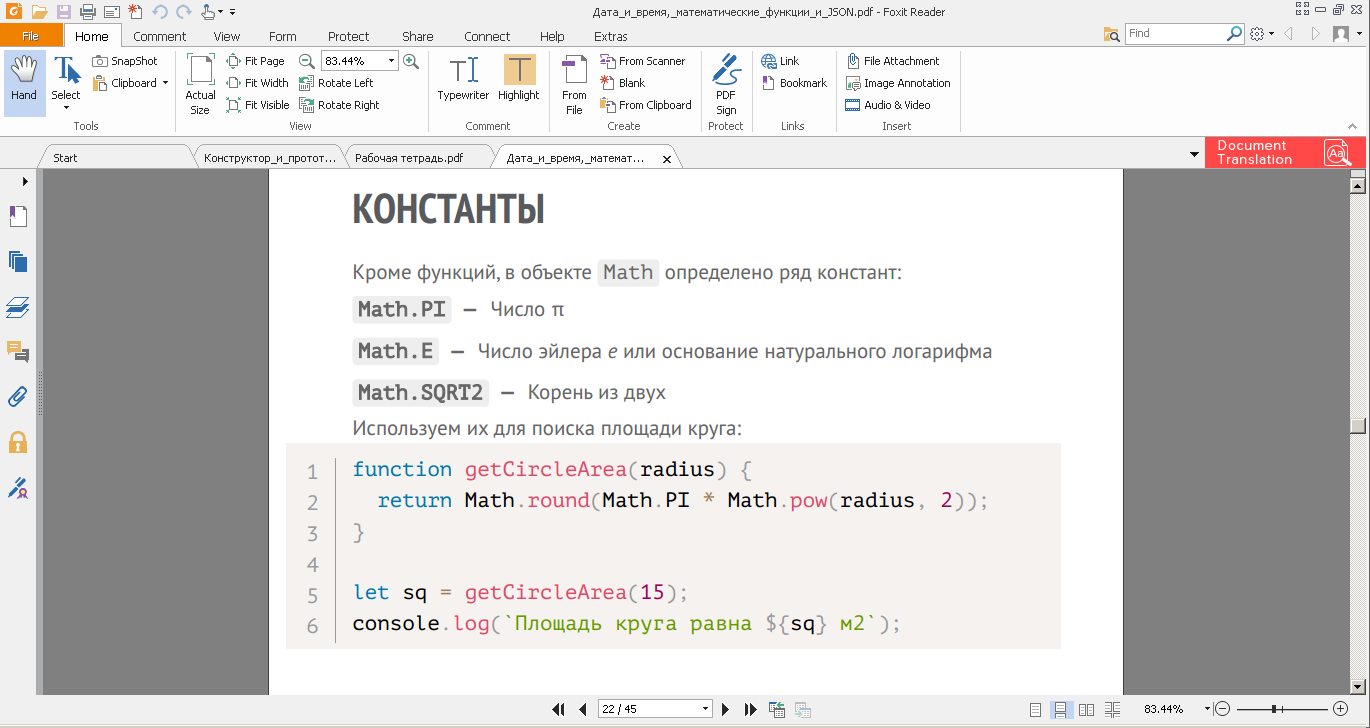 Дата_и_время,_математические_функции_и_JSON.pdf - Foxit Reader
File Home Comment View Form Protect Share Connect Help Extras Find
Hand
Select
SnapShot
Clipboard
Tools
Actual Size
Fit Page
Fit Width
Fit Visible
83.44%
Rotate Left
Rotate Right
View
Typewriter
Highlight
Comment
From File
From Scanner
Blank
From Clipboard
Create
PDF Sign
Protect
Link
Bookmark
Links
File Attachment
Image Annotation
Audio & Video
Insert
Start Конструктор_и_протот... Рабочая тетрадь.pdf Дата_и_время,_математ...
Document
Translation
Aa
КОНСТАНТЫ
Кроме функций, в объекте Math определено ряд констант:
Math.PI — Число π
Math.E — Число эйлера e или основание натурального логарифма
Math.SQRT2 — Корень из двух
Используем их для поиска площади круга:
1 function getCircleArea(radius) {
2 return Math.round(Math.PI * Math.pow(radius, 2));
3 }
4
5 let sq = getCircleArea(15);
6 console.log(`Площадь круга равна ${sq} м2`);
22 / 45
83.44%